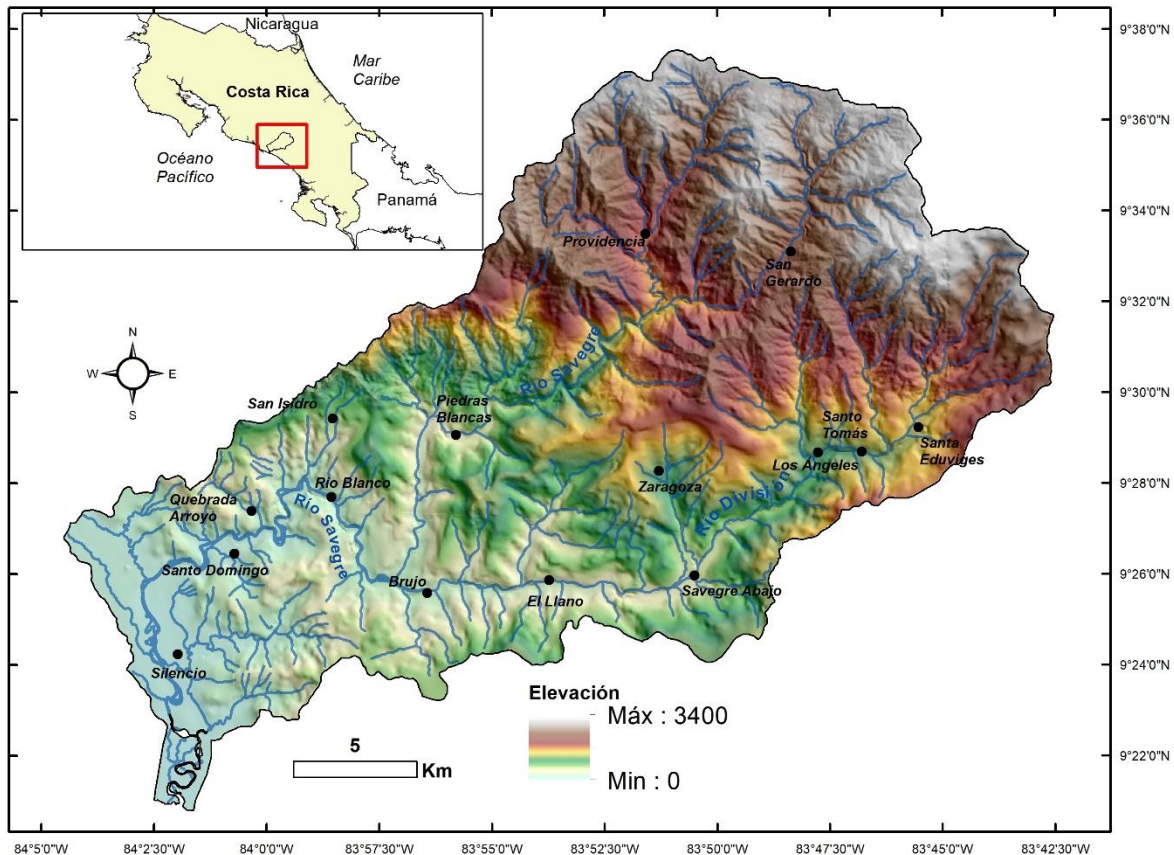 Nicaragua
Mar
Caribe
Costa Rica
Océano
Pacífico
Panamá
N
W
E
S
9°38'0"N
9°36'0"N
9°34'0"N
9°32'0"N
9°30'0"N
9°28'0"N
9°26'0"N
9°24'0"N
9°22'0"N
Providencia
San
Gerardo
Río Savegre
San Isidro
Piedras
Blancas
Santo
Tomás
Santa
Eduviges
Los Ángeles
Zaragoza
Río División
Río Blanco
Río Savegre
Quebrada
Arroyo
Santo Domingo
Brujo
El Llano
Savegre Abajo
Silencio
Elevación
Máx : 3400
Min : 0
5
Km
84°5'0"W
84°2'30"W
84°0'0"W
83°57'30"W
83°55'0"W
83°52'30"W
83°50'0"W
83°47'30"W
83°45'0"W
83°42'30"W